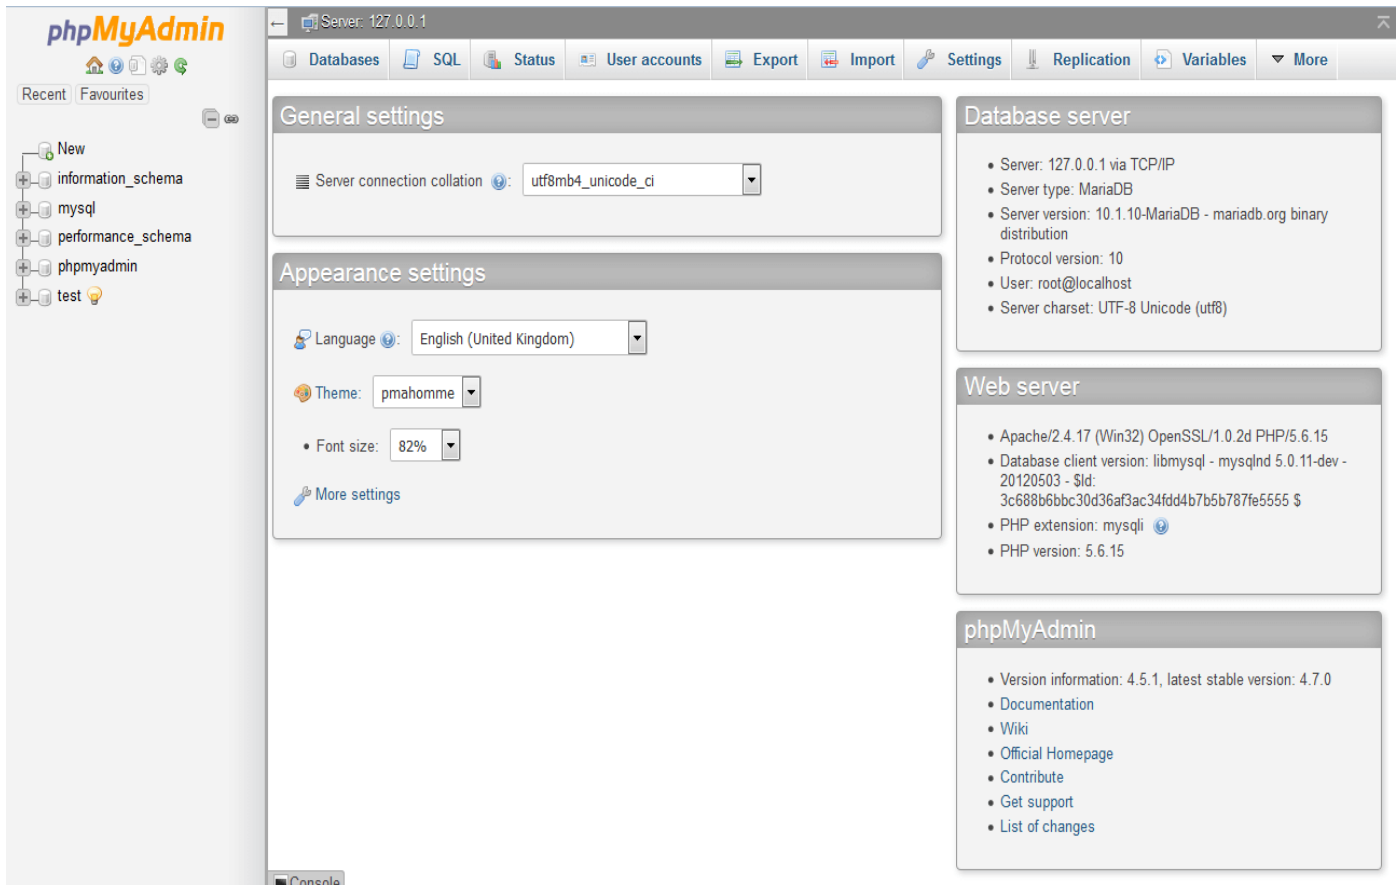 phpMyAdmin
Recent Favourites
New
information_schema
mysql
performance_schema
phpmyadmin
test
Server: 127.0.0.1
Databases SQL Status User accounts Export Import Settings Replication Variables More
General settings
Server connection collation : utf8mb4_unicode_ci
Appearance settings
Language : English (United Kingdom)
Theme: pmahomme
• Font size: 82%
More settings
Database server
• Server: 127.0.0.1 via TCP/IP
• Server type: MariaDB
• Server version: 10.1.10-MariaDB - mariadb.org binary
distribution
• Protocol version: 10
• User: root@localhost
• Server charset: UTF-8 Unicode (utf8)
Web server
• Apache/2.4.17 (Win32) OpenSSL/1.0.2d PHP/5.6.15
• Database client version: libmysql - mysqlnd 5.0.11-dev -
20120503 - $Id:
3c688b6bbc30d36af3ac34fdd4b7b5b787fe5555 $
• PHP extension: mysqli
• PHP version: 5.6.15
phpMyAdmin
• Version information: 4.5.1, latest stable version: 4.7.0
• Documentation
• Wiki
• Official Homepage
• Contribute
• Get support
• List of changes
Console